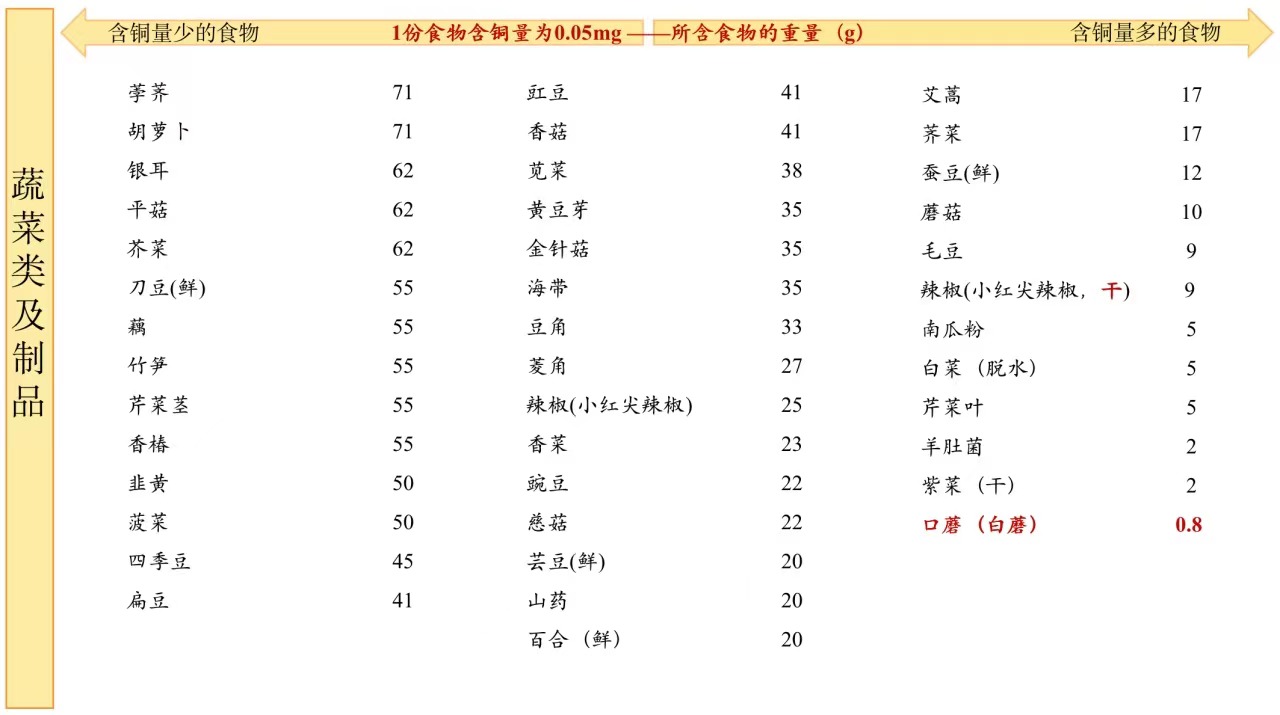 蔬菜类及制品
含铜量少的食物 1份食物含铜量为0.05mg ——所含食物的重量（g） 含铜量多的食物
荸荠 71
胡萝卜 71
银耳 62
平菇 62
芥菜 62
刀豆(鲜) 55
藕 55
竹笋 55
芹菜茎 55
香椿 55
韭黄 50
菠菜 50
四季豆 45
扁豆 41
豇豆 41
香菇 41
苋菜 38
黄豆芽 35
金针菇 35
海带 35
豆角 33
菱角 27
辣椒(小红尖辣椒) 25
香菜 23
豌豆 22
慈菇 22
芸豆(鲜) 20
山药 20
百合（鲜） 20
艾蒿 17
荠菜 17
蚕豆(鲜) 12
蘑菇 10
毛豆 9
辣椒(小红尖辣椒，干) 9
南瓜粉 5
白菜（脱水） 5
芹菜叶 5
羊肚菌 2
紫菜（干） 2
口蘑（白蘑） 0.8